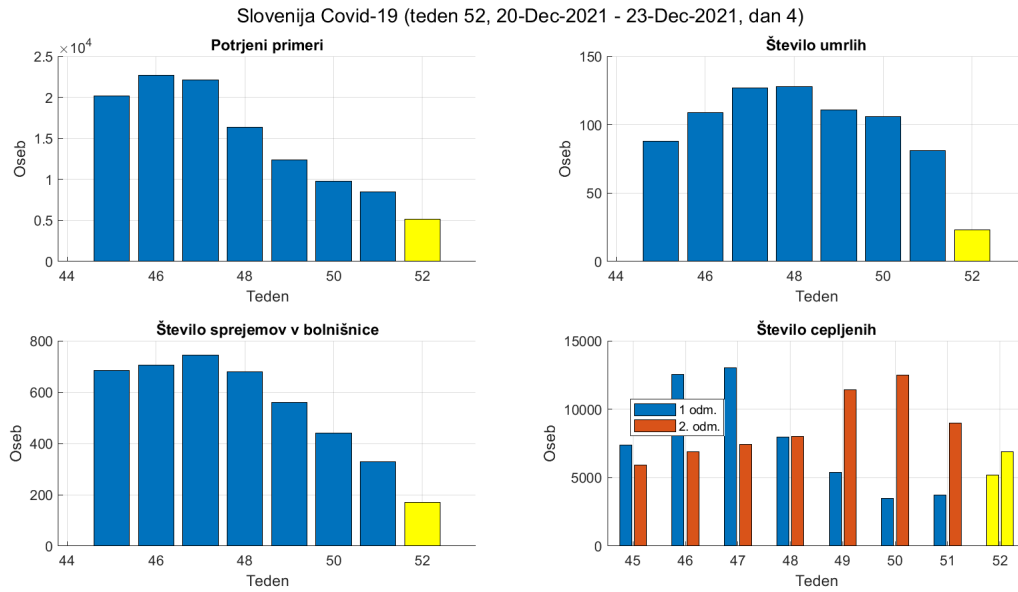 Slovenija Covid-19 (teden 52, 20-Dec-2021 - 23-Dec-2021, dan 4)
Potrjeni primeri
×10⁴
2.5
2
1.5
1
0.5
0
Oseb
44 46 48 50 52
Teden
Število umrlih
150
100
50
0
Oseb
44 46 48 50 52
Teden
Število sprejemov v bolnišnice
800
600
400
200
0
Oseb
44 46 48 50 52
Teden
Število cepljenih
15000
10000
5000
0
Oseb
1 odm.
2. odm.
45 46 47 48 49 50 51 52
Teden